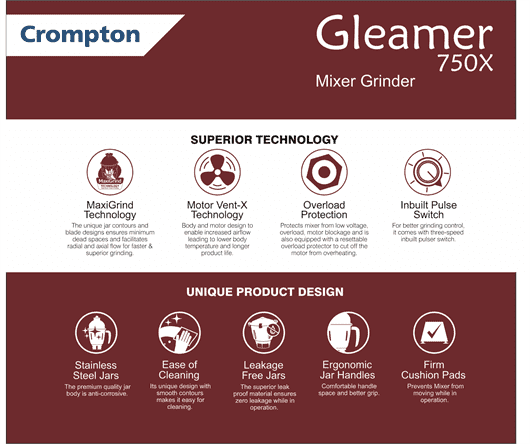 Crompton
Gleamer
750X
Mixer Grinder
SUPERIOR TECHNOLOGY
MaxiGrind
TECHNOLOGY
MaxiGrind
Technology
The unique jar contours and
blade designs ensures minimum
dead spaces and facilitates
radial and axial flow for faster &
superior grinding.
Motor Vent-X
Technology
Body and motor design to
enable increased airflow
leading to lower body
temperature and longer
product life.
Overload
Protection
Protects mixer from low voltage,
overload, motor blockage and is
also equipped with a resettable
overload protector to cut off the
motor from overheating.
Inbuilt Pulse
Switch
For better grinding control,
it comes with three-speed
inbuilt pulser switch.
UNIQUE PRODUCT DESIGN
Stainless
Steel Jars
The premium quality jar
body is anti-corrosive.
Ease of
Cleaning
Its unique design with
smooth contours
makes it easy for
cleaning.
Leakage
Free Jars
The superior leak
proof material ensures
zero leakage while in
operation.
Ergonomic
Jar Handles
Comfortable handle
space and better grip.
Firm
Cushion Pads
Prevents Mixer from
moving while in
operation.